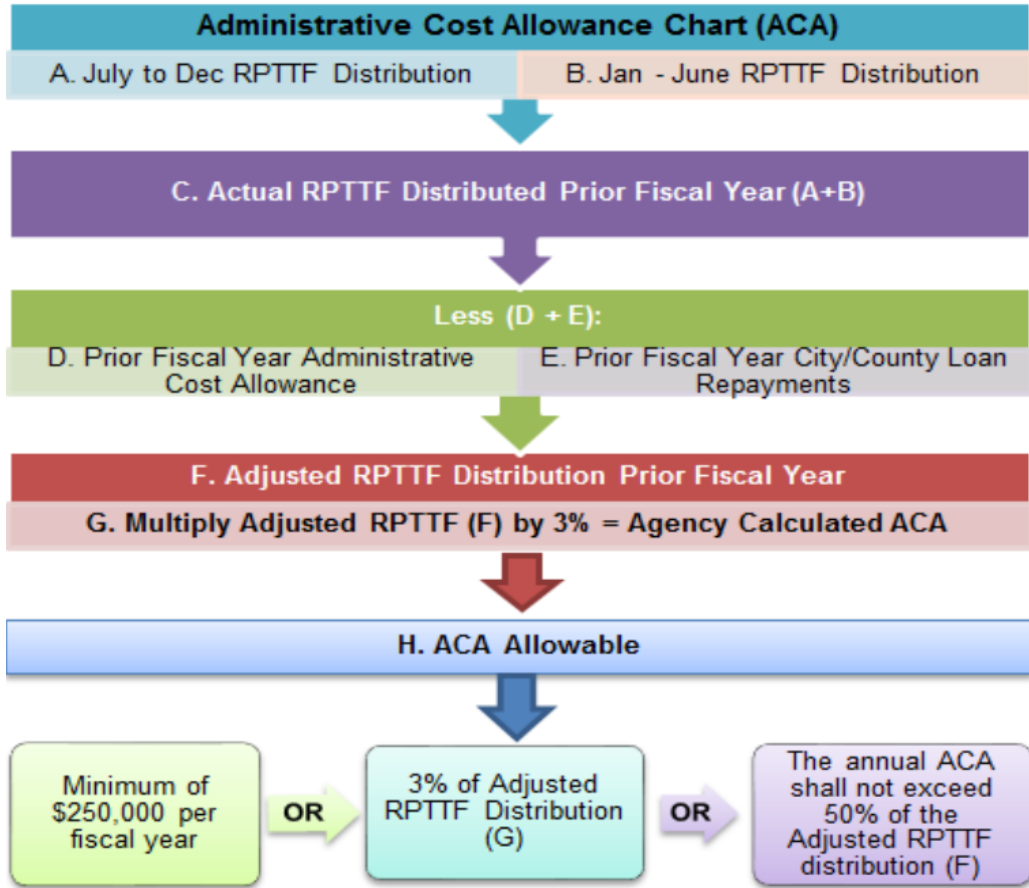 Administrative Cost Allowance Chart (ACA)
A. July to Dec RPTTF Distribution
B. Jan - June RPTTF Distribution
C. Actual RPTTF Distributed Prior Fiscal Year (A+B)
Less (D + E):
D. Prior Fiscal Year Administrative
Cost Allowance
E. Prior Fiscal Year City/County Loan
Repayments
F. Adjusted RPTTF Distribution Prior Fiscal Year
G. Multiply Adjusted RPTTF (F) by 3% = Agency Calculated ACA
H. ACA Allowable
Minimum of
$250,000 per
fiscal year
OR
3% of Adjusted
RPTTF Distribution
(G)
OR
The annual ACA
shall not exceed
50% of the
Adjusted RPTTF
distribution (F)